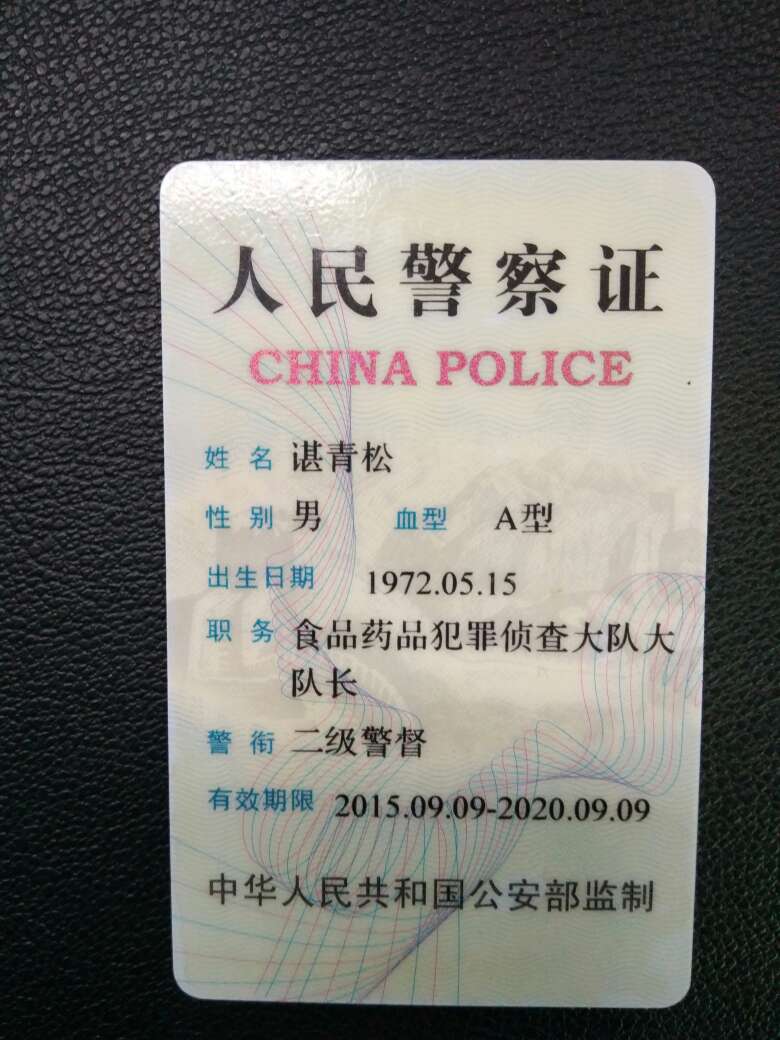 人民警察证
CHINA POLICE
姓名 谌青松
性别 男 血型 A型
出生日期 1972.05.15
职务 食品药品犯罪侦查大队大
队长
警衔 二级警督
有效期限 2015.09.09-2020.09.09
中华人民共和国公安部监制